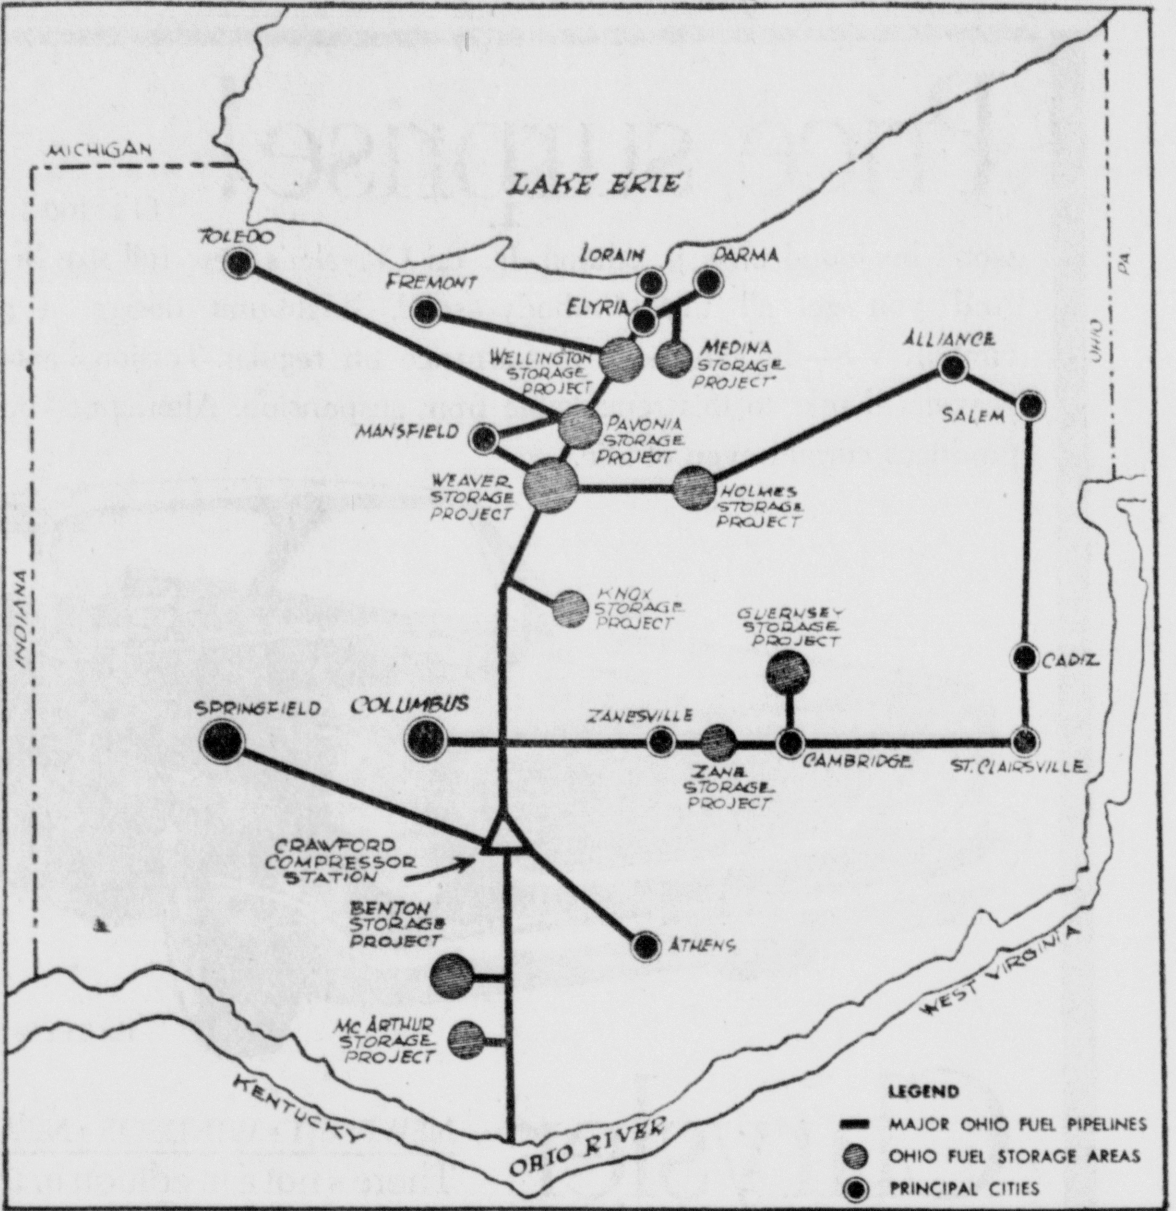 MICHIGAN
LAKE ERIE
TOLEDO
FREMONT
LORAIN
PARMA
ELYRIA
WELLINGTON
STORAGE
PROJECT
MEDINA
STORAGE
PROJECT
ALLIANCE
OHIO
PA
SALEM
MANSFIELD
PAVONIA
STORAGE
PROJECT
WEAVER
STORAGE
PROJECT
HOLMES
STORAGE
PROJECT
INDIANA
KNOX
STORAGE
PROJECT
GUERNSEY
STORAGE
PROJECT
CADIZ
SPRINGFIELD
COLUMBUS
ZANESVILLE
ZANE
STORAGE
PROJECT
CAMBRIDGE
ST. CLAIRSVILLE
CRAWFORD
COMPRESSOR
STATION
BENTON
STORAGE
PROJECT
ATHENS
WEST VIRGINIA
MC ARTHUR
STORAGE
PROJECT
KENTUCKY
OHIO RIVER
LEGEND
MAJOR OHIO FUEL PIPELINES
OHIO FUEL STORAGE AREAS
PRINCIPAL CITIES